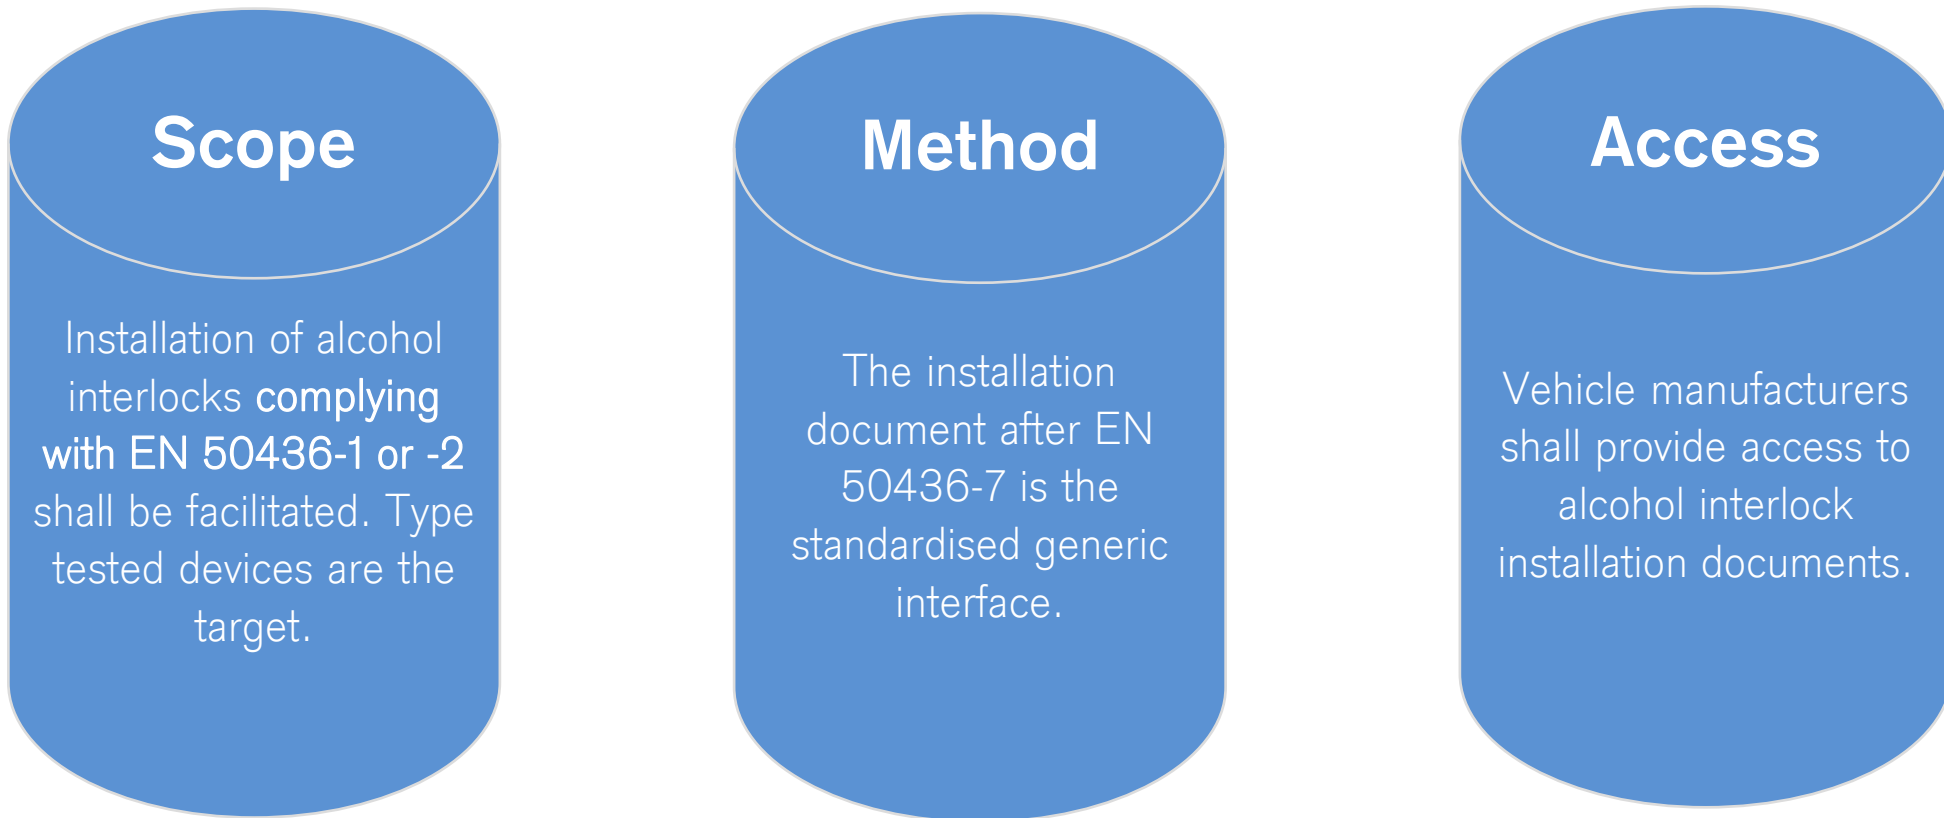 Scope
Installation of alcohol
interlocks complying
with EN 50436-1 or -2
shall be facilitated. Type
tested devices are the
target.
Method
The installation
document after EN
50436-7 is the
standardised generic
interface.
Access
Vehicle manufacturers
shall provide access to
alcohol interlock
installation documents.